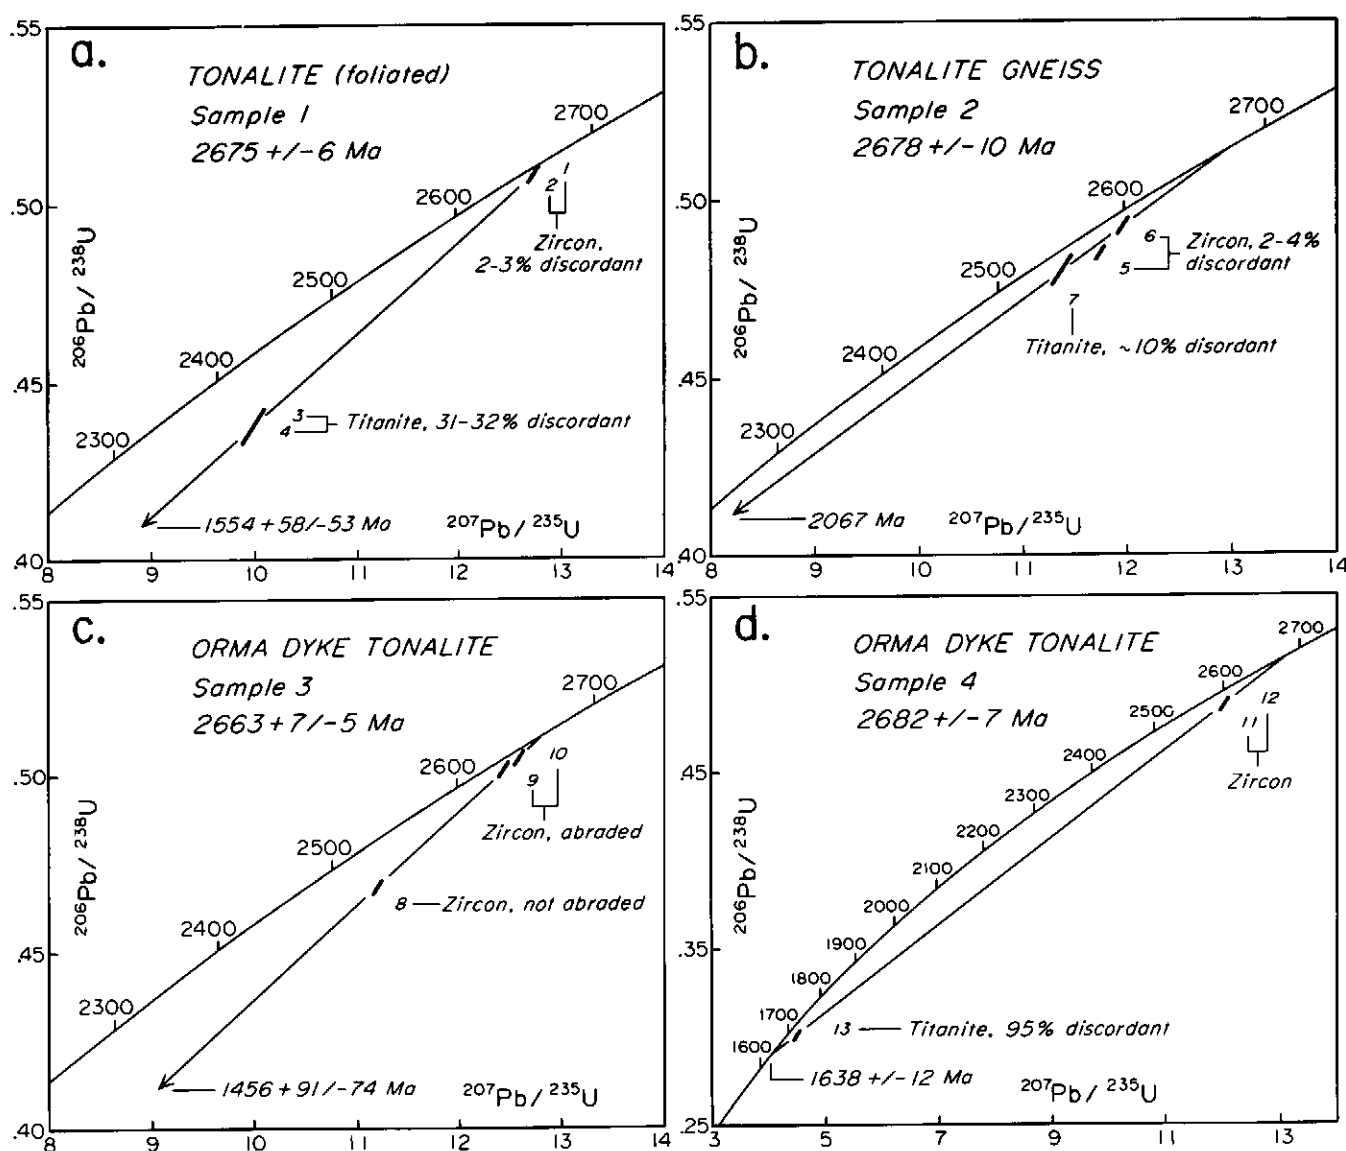 a.
TONALITE (foliated)
Sample 1
2675 +/-6 Ma
.55
.50
.45
.40
206Pb/ 238U
2700
2600
2500
2400
2300
1
2
Zircon,
2-3% discordant
3
4
Titanite, 31-32% discordant
1554 +58/-53 Ma
207Pb/ 235U
8 9 10 11 12 13 14
b.
TONALITE GNEISS
Sample 2
2678 +/-10 Ma
.55
.50
.45
.40
206Pb/ 238U
2700
2600
2500
2400
2300
6
5
Zircon, 2-4%
discordant
7
Titanite, ~10% disordant
2067 Ma
207Pb/ 235U
8 9 10 11 12 13 14
c.
ORMA DYKE TONALITE
Sample 3
2663 +7/-5 Ma
.55
.50
.45
.40
206Pb/ 238U
2700
2600
2500
2400
2300
10
9
Zircon, abraded
8
Zircon, not abraded
1456 +91/-74 Ma
207Pb/ 235U
8 9 10 11 12 13 14
d.
ORMA DYKE TONALITE
Sample 4
2682 +/-7 Ma
.55
.45
.35
.25
206Pb/ 238U
2700
2600
2500
2400
2300
2200
2100
2000
1900
1800
1700
1600
12
11
Zircon
13
Titanite, 95% discordant
1638 +/-12 Ma
207Pb/ 235U
3 5 7 9 11 13